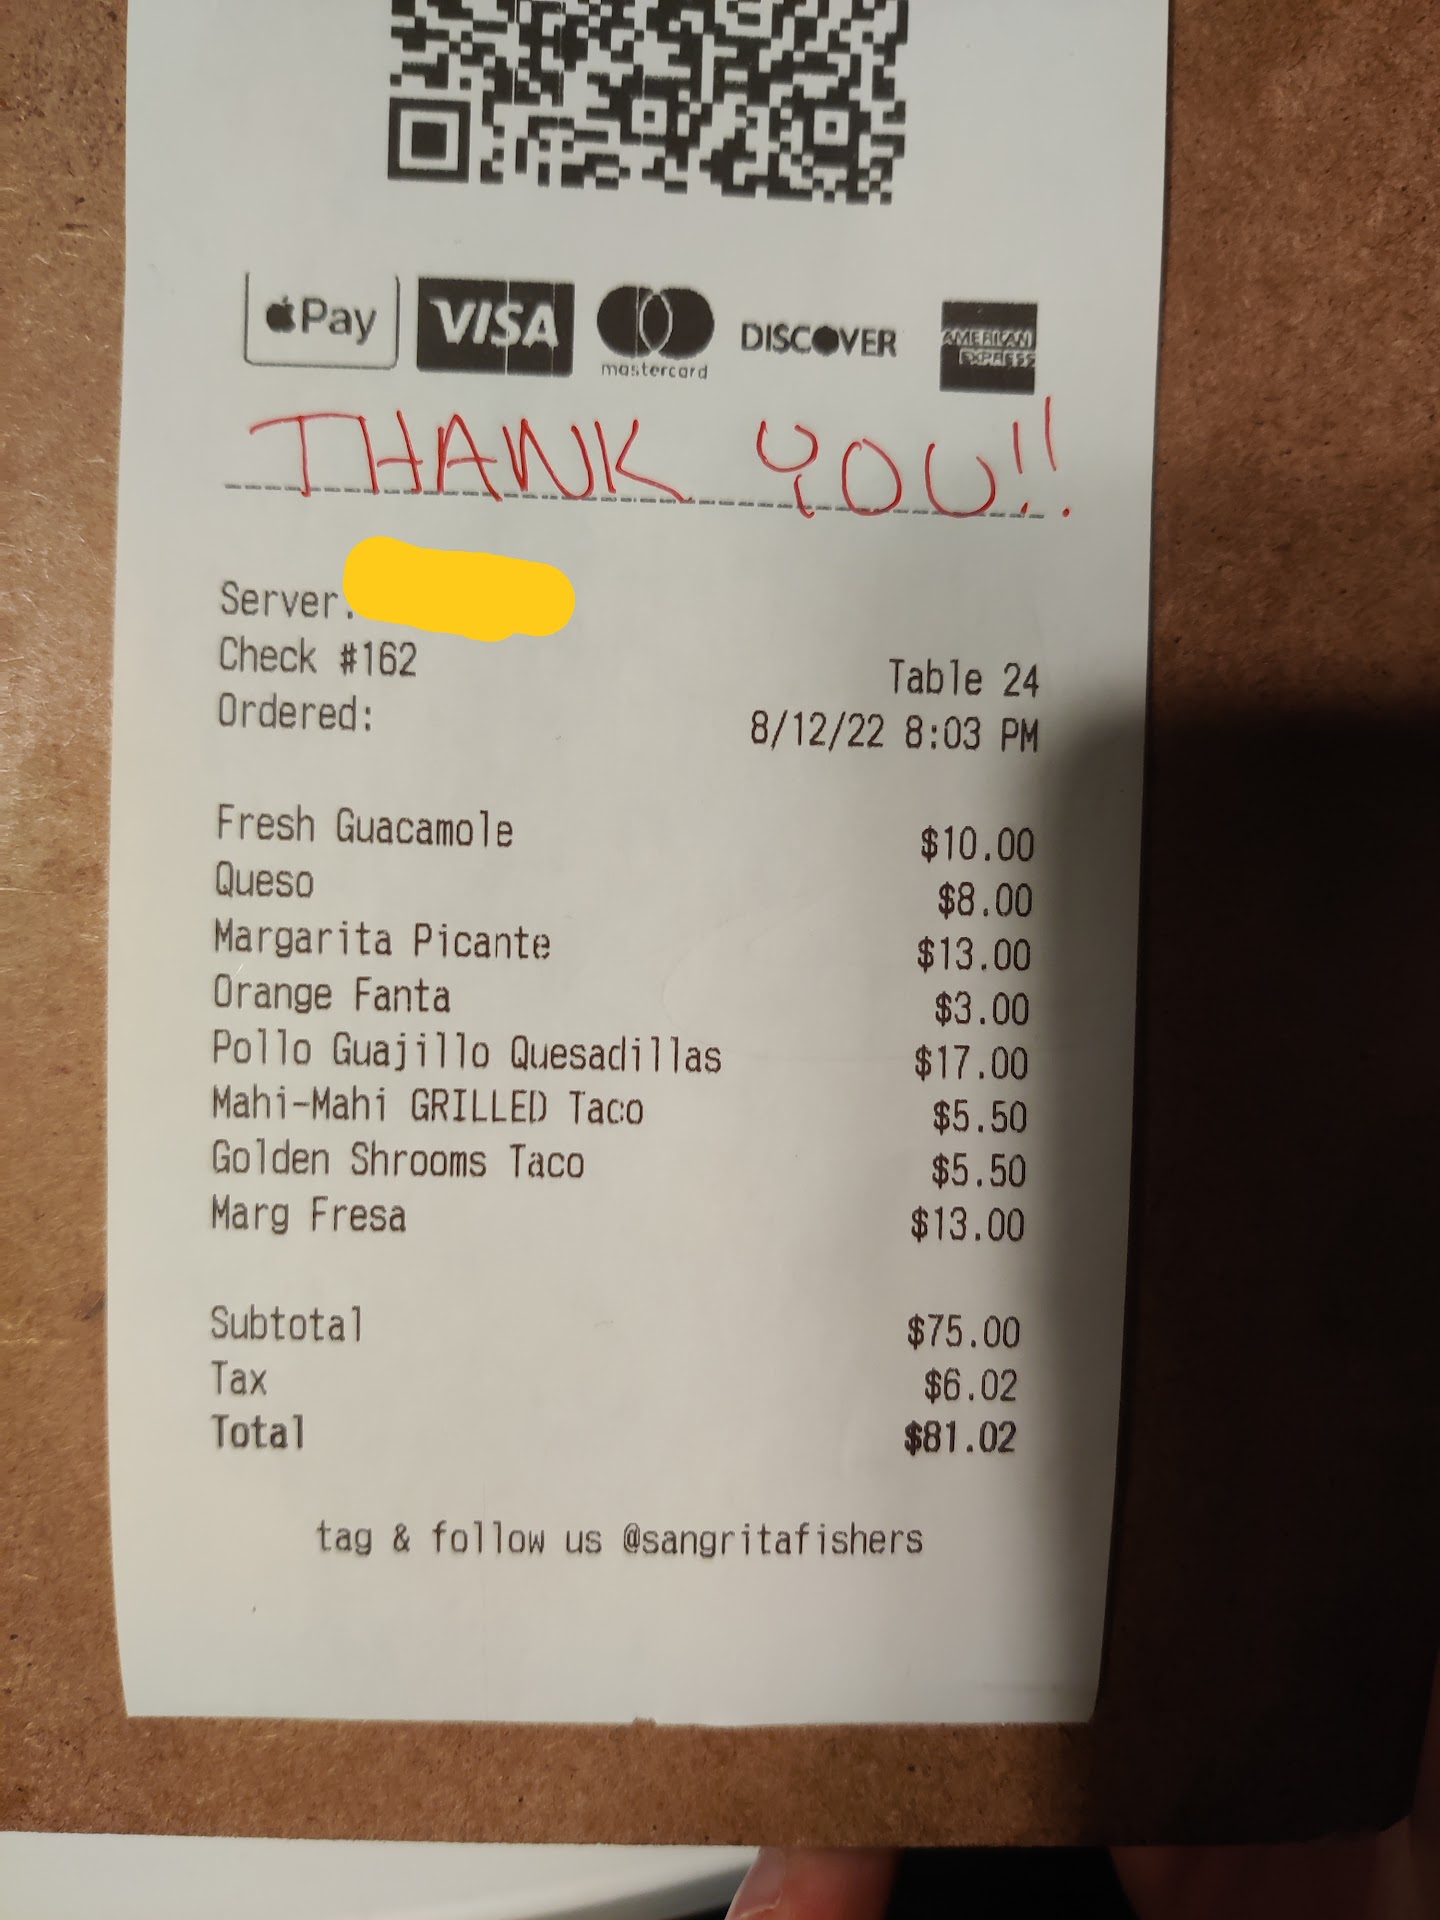 Pay VISA mastercard DISCOVER AMERICAN EXPRESS
THANK YOU!!
Server:
Check #162 Table 24
Ordered: 8/12/22 8:03 PM
Fresh Guacamole $10.00
Queso $8.00
Margarita Picante $13.00
Orange Fanta $3.00
Pollo Guajillo Quesadillas $17.00
Mahi-Mahi GRILLED Taco $5.50
Golden Shrooms Taco $5.50
Marg Fresa $13.00
Subtotal $75.00
Tax $6.02
Total $81.02
tag & follow us @sangritafishers